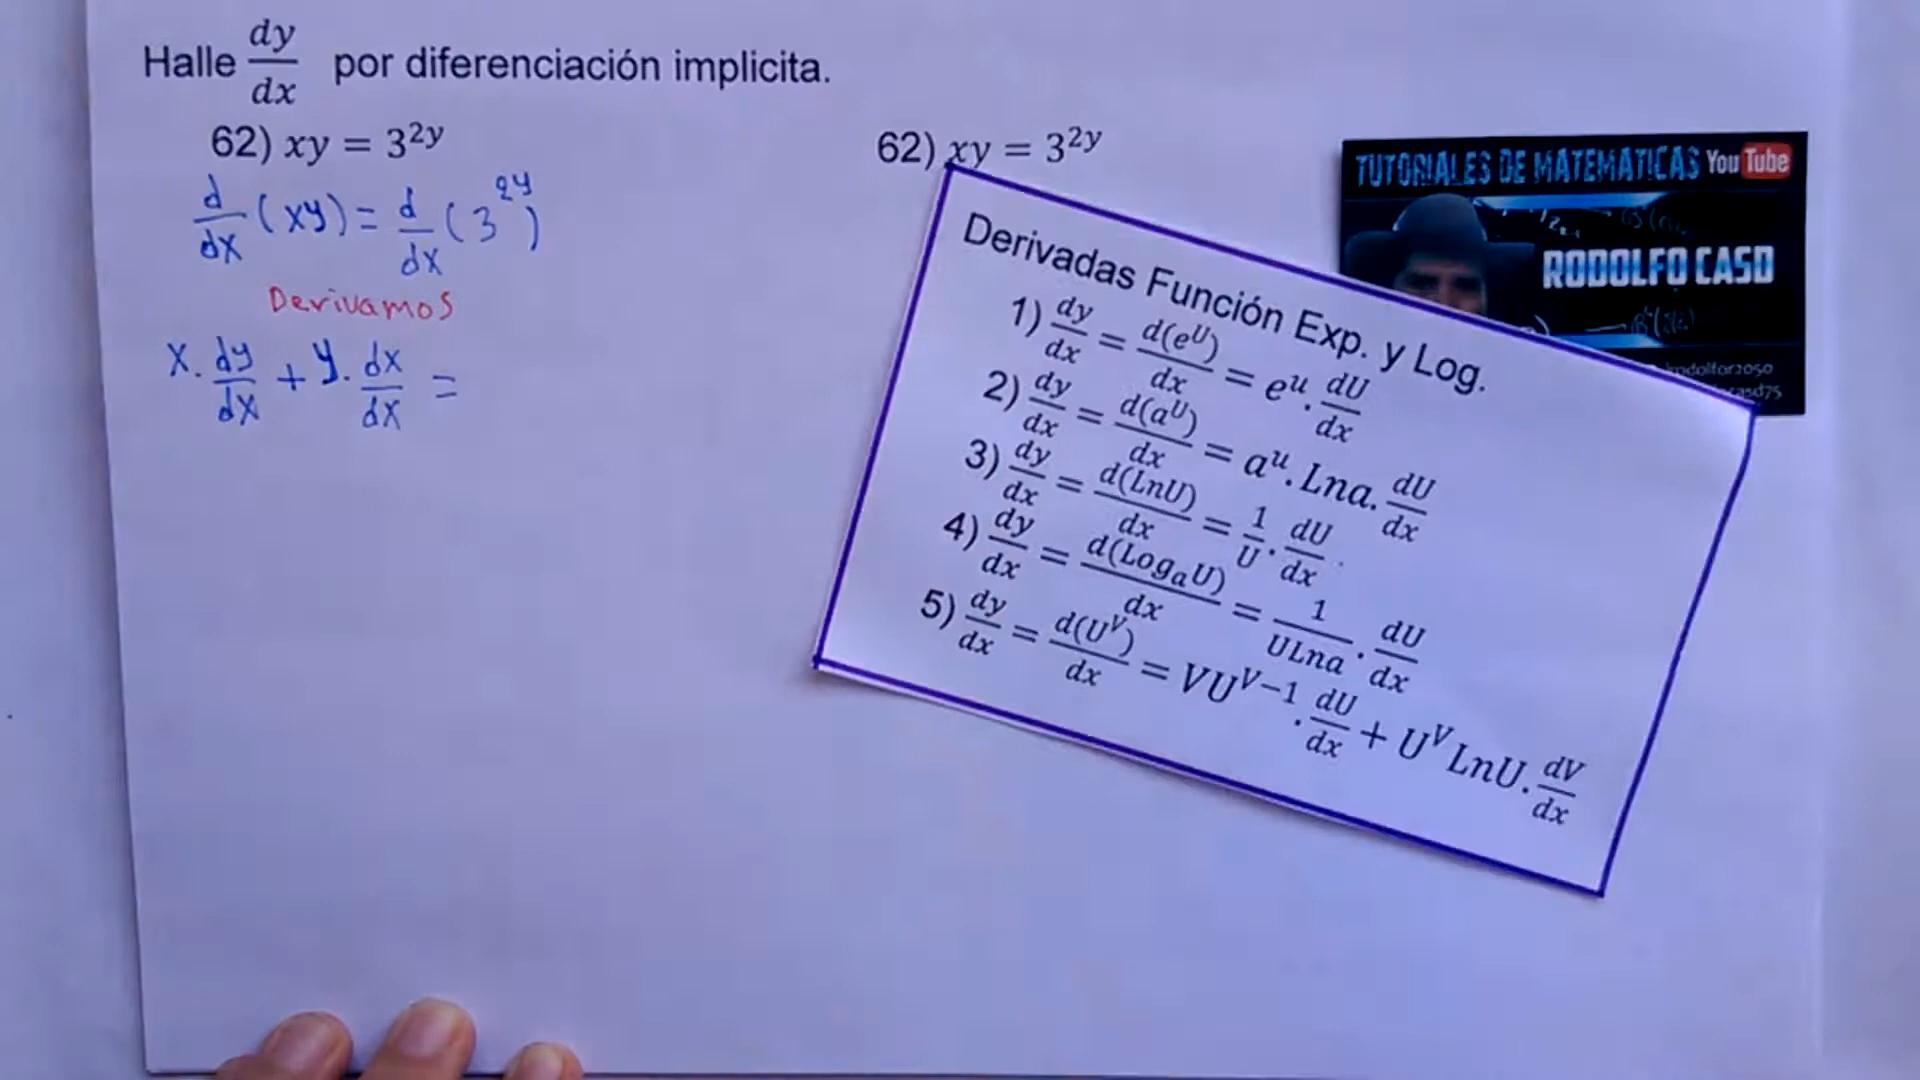 Halle dy/dx por diferenciación implicita.
62) xy = 3^{2y}
d/dx (xy) = d/dx (3^{2y})
Derivamos
x. dy/dx + y. dx/dx =
62) xy = 3^{2y}
TUTORIALES DE MATEMATICAS YouTube
RODOLFO CASO
Derivadas Función Exp. y Log.
1) dy/dx = d(e^U)/dx = e^u . dU/dx
2) dy/dx = d(a^U)/dx = a^u . Lna. dU/dx
3) dy/dx = d(LnU)/dx = 1/U . dU/dx
4) dy/dx = d(Log_a U)/dx = 1/ULna . dU/dx
5) dy/dx = d(U^V)/dx = VU^{V−1} . dU/dx + U^V LnU. dV/dx